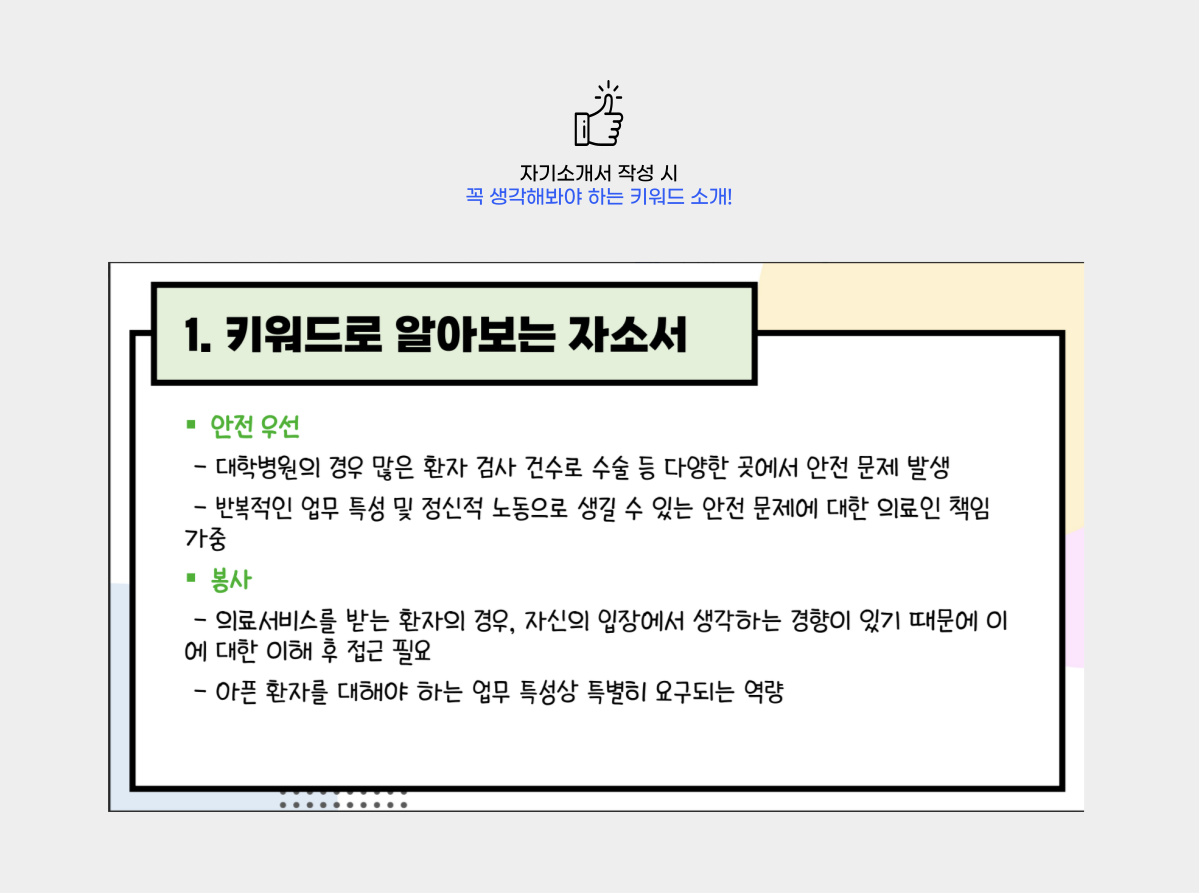 자기소개서 작성 시
꼭 생각해봐야 하는 키워드 소개!
1. 키워드로 알아보는 자소서
▪ 안전 우선
- 대학병원의 경우 많은 환자 검사 건수로 수술 등 다양한 곳에서 안전 문제 발생
- 반복적인 업무 특성 및 정신적 노동으로 생길 수 있는 안전 문제에 대한 의료인 책임
가중
▪ 봉사
- 의료서비스를 받는 환자의 경우, 자신의 입장에서 생각하는 경향이 있기 때문에 이
에 대한 이해 후 접근 필요
- 아픈 환자를 대해야 하는 업무 특성상 특별히 요구되는 역량